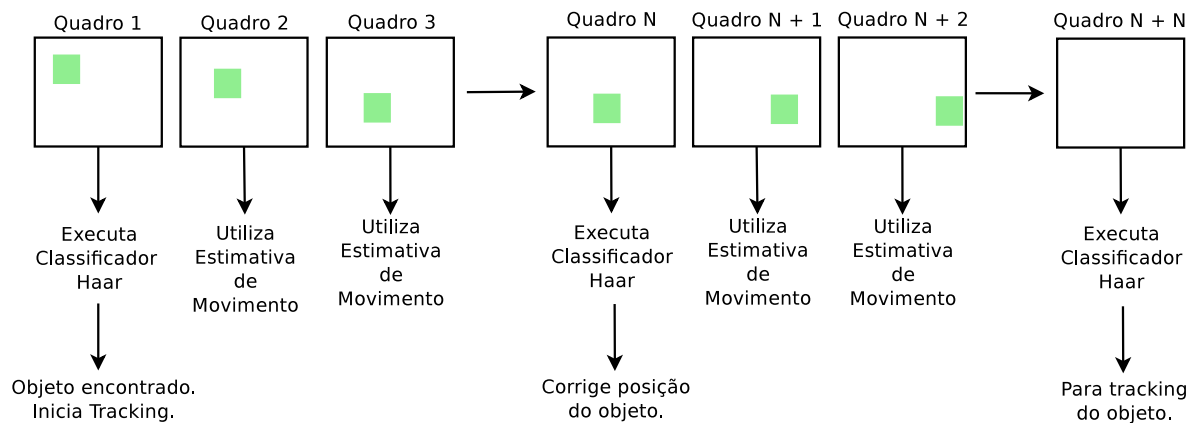 Quadro 1
Quadro 2
Quadro 3
Quadro N
Quadro N + 1
Quadro N + 2
Quadro N + N
Executa
Classificador
Haar
Utiliza
Estimativa
de
Movimento
Utiliza
Estimativa
de
Movimento
Executa
Classificador
Haar
Utiliza
Estimativa
de
Movimento
Utiliza
Estimativa
de
Movimento
Executa
Classificador
Haar
Objeto encontrado.
Inicia Tracking.
Corrige posição
do objeto.
Para tracking
do objeto.